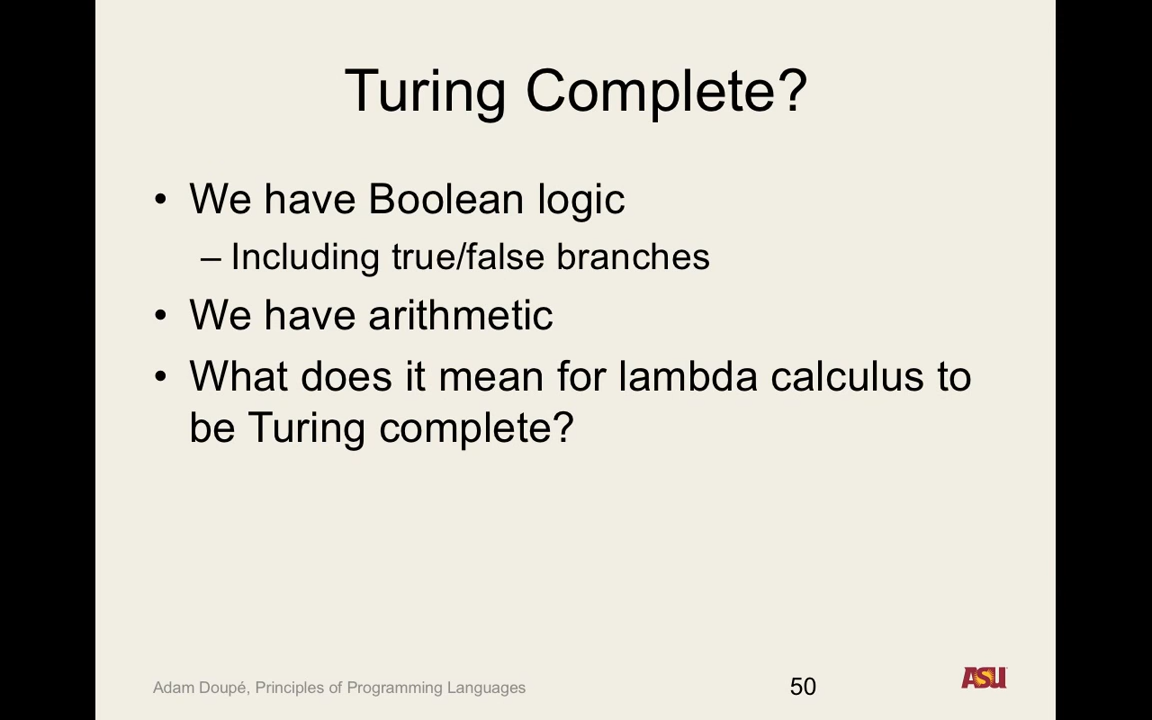 Turing Complete?
• We have Boolean logic
– Including true/false branches
• We have arithmetic
• What does it mean for lambda calculus to
be Turing complete?
Adam Doupé, Principles of Programming Languages
50
ASU